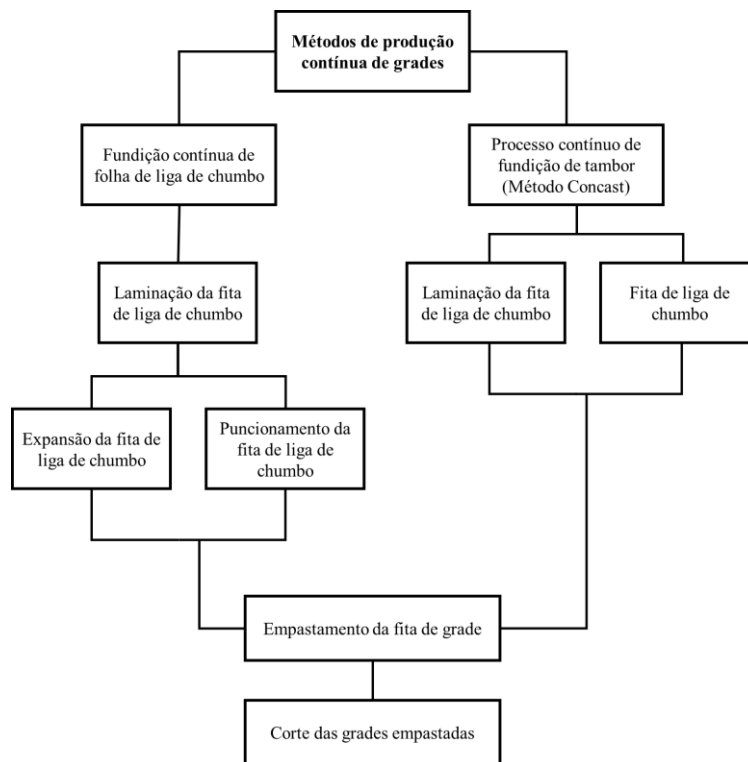 Métodos de produção
contínua de grades
Fundição contínua de
folha de liga de chumbo
Processo contínuo de
fundição de tambor
(Método Concast)
Laminação da fita
de liga de chumbo
Laminação da fita
de liga de chumbo
Fita de liga de
chumbo
Expansão da fita de
liga de chumbo
Puncionamento da
fita de liga de
chumbo
Empastamento da fita de grade
Corte das grades empastadas